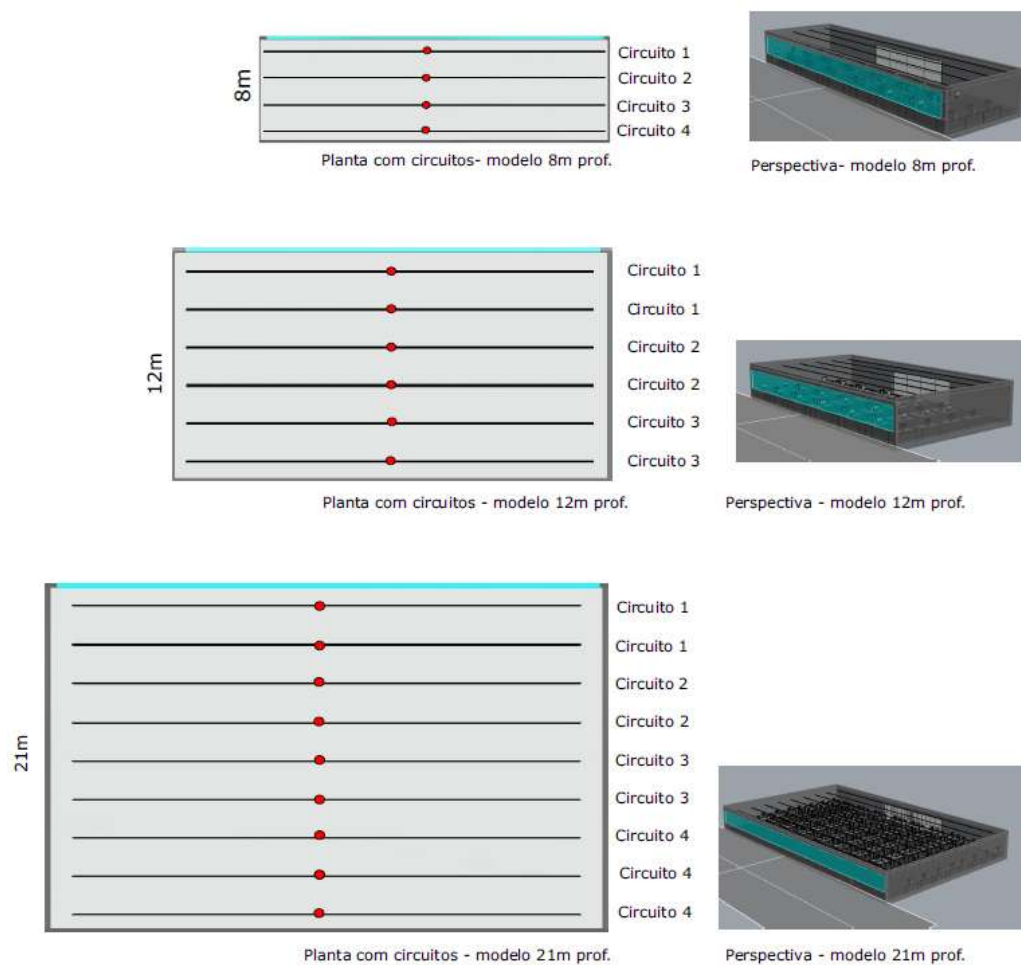 8m
Circuito 1
Circuito 2
Circuito 3
Circuito 4
Planta com circuitos- modelo 8m prof.
Perspectiva- modelo 8m prof.
12m
Circuito 1
Circuito 1
Circuito 2
Circuito 2
Circuito 3
Circuito 3
Planta com circuitos - modelo 12m prof.
Perspectiva - modelo 12m prof.
21m
Circuito 1
Circuito 1
Circuito 2
Circuito 2
Circuito 3
Circuito 3
Circuito 4
Circuito 4
Circuito 4
Planta com circuitos - modelo 21m prof.
Perspectiva - modelo 21m prof.